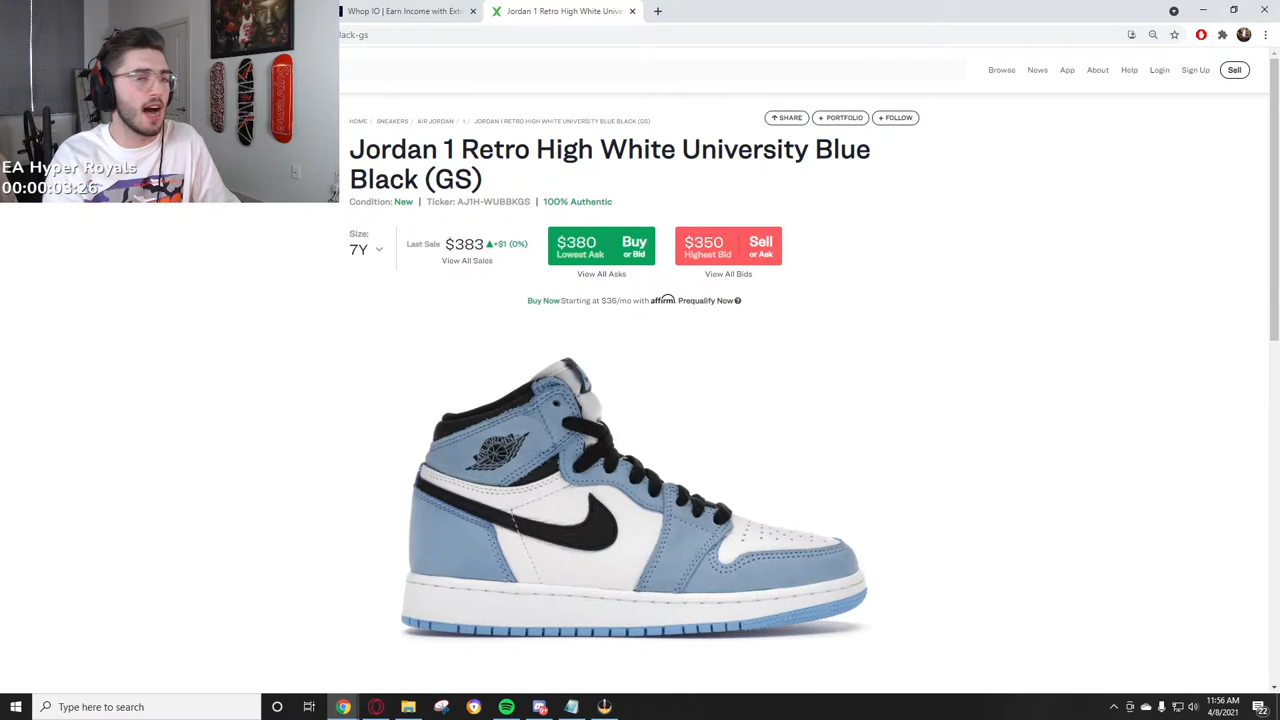 Whop IO | Earn Income with Extr
Jordan 1 Retro High White Unive
lack-gs
Browse
News
App
About
Help
Login
Sign Up
Sell
HOME / SNEAKERS / AIR JORDAN / 1 / JORDAN 1 RETRO HIGH WHITE UNIVERSITY BLUE BLACK (GS)
SHARE
+ PORTFOLIO
+ FOLLOW
Jordan 1 Retro High White University Blue
Black (GS)
Condition: New | Ticker: AJ1H-WUBBKGS | 100% Authentic
EA Hyper Royals
00:00:03,26
Size:
7Y
Last Sale $383 ▲+$1 (0%)
View All Sales
$380
Lowest Ask
Buy
or Bid
View All Asks
$350
Highest Bid
Sell
or Ask
View All Bids
Buy Now Starting at $36/mo with affirm. Prequalify Now
Type here to search
11:56 AM
4/8/2021